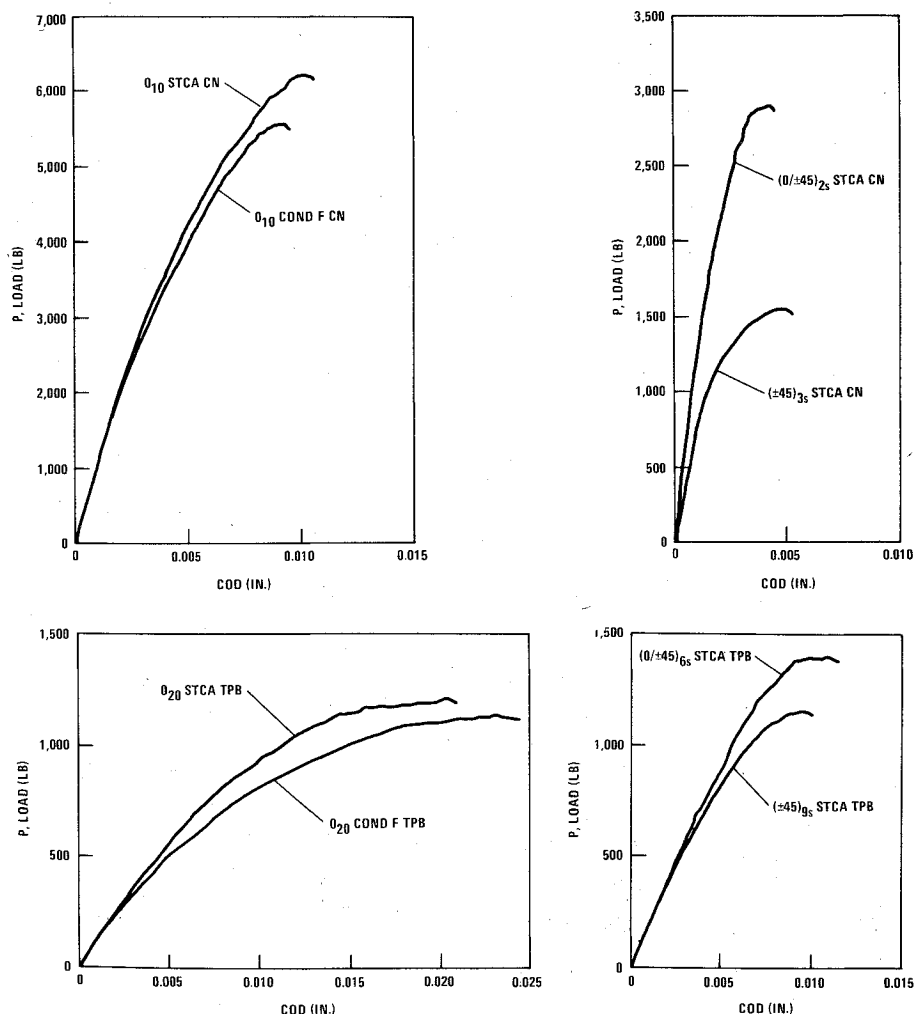 7,000
6,000
5,000
4,000
3,000
2,000
1,000
0
P, LOAD (LB)
0₁₀ STCA CN
0₁₀ COND F CN
0
0.005
0.010
0.015
COD (IN.)
3,500
3,000
2,500
2,000
1,500
1,000
500
0
P, LOAD (LB)
(0/±45)₂ₛ STCA CN
(±45)₃ₛ STCA CN
0
0.005
0.010
COD (IN.)
1,500
1,000
500
0
P, LOAD (LB)
0₂₀ STCA TPB
0₂₀ COND F TPB
0
0.005
0.010
0.015
0.020
0.025
COD (IN.)
1,500
1,000
500
0
P, LOAD (LB)
(0/±45)₆ₛ STCA TPB
(±45)₉ₛ STCA TPB
0
0.005
0.010
0.015
COD (IN.)